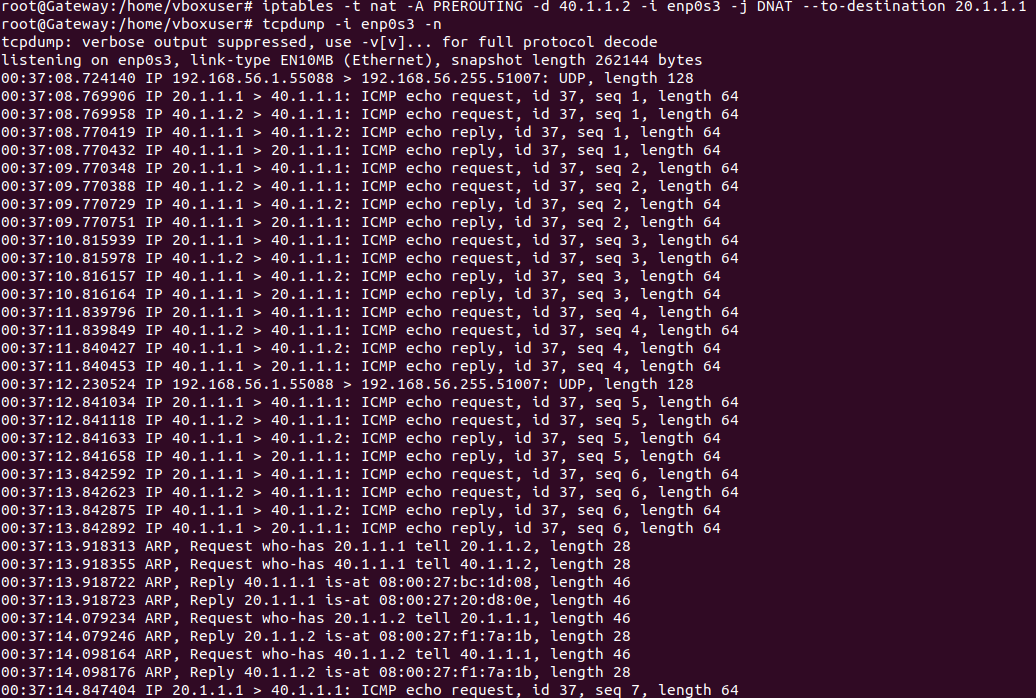 root@Gateway:/home/vboxuser# iptables -t nat -A PREROUTING -d 40.1.1.2 -i enp0s3 -j DNAT --to-destination 20.1.1.1
root@Gateway:/home/vboxuser# tcpdump -i enp0s3 -n
tcpdump: verbose output suppressed, use -v[v]... for full protocol decode
listening on enp0s3, link-type EN10MB (Ethernet), snapshot length 262144 bytes
00:37:08.724140 IP 192.168.56.1.55088 > 192.168.56.255.51007: UDP, length 128
00:37:08.769906 IP 20.1.1.1 > 40.1.1.1: ICMP echo request, id 37, seq 1, length 64
00:37:08.769958 IP 40.1.1.2 > 40.1.1.1: ICMP echo request, id 37, seq 1, length 64
00:37:08.770419 IP 40.1.1.1 > 40.1.1.2: ICMP echo reply, id 37, seq 1, length 64
00:37:08.770432 IP 40.1.1.1 > 20.1.1.1: ICMP echo reply, id 37, seq 1, length 64
00:37:09.770348 IP 20.1.1.1 > 40.1.1.1: ICMP echo request, id 37, seq 2, length 64
00:37:09.770388 IP 40.1.1.2 > 40.1.1.1: ICMP echo request, id 37, seq 2, length 64
00:37:09.770729 IP 40.1.1.1 > 40.1.1.2: ICMP echo reply, id 37, seq 2, length 64
00:37:09.770751 IP 40.1.1.1 > 20.1.1.1: ICMP echo reply, id 37, seq 2, length 64
00:37:10.815939 IP 20.1.1.1 > 40.1.1.1: ICMP echo request, id 37, seq 3, length 64
00:37:10.815978 IP 40.1.1.2 > 40.1.1.1: ICMP echo request, id 37, seq 3, length 64
00:37:10.816157 IP 40.1.1.1 > 40.1.1.2: ICMP echo reply, id 37, seq 3, length 64
00:37:10.816164 IP 40.1.1.1 > 20.1.1.1: ICMP echo reply, id 37, seq 3, length 64
00:37:11.839796 IP 20.1.1.1 > 40.1.1.1: ICMP echo request, id 37, seq 4, length 64
00:37:11.839849 IP 40.1.1.2 > 40.1.1.1: ICMP echo request, id 37, seq 4, length 64
00:37:11.840427 IP 40.1.1.1 > 40.1.1.2: ICMP echo reply, id 37, seq 4, length 64
00:37:11.840453 IP 40.1.1.1 > 20.1.1.1: ICMP echo reply, id 37, seq 4, length 64
00:37:12.230524 IP 192.168.56.1.55088 > 192.168.56.255.51007: UDP, length 128
00:37:12.841034 IP 20.1.1.1 > 40.1.1.1: ICMP echo request, id 37, seq 5, length 64
00:37:12.841118 IP 40.1.1.2 > 40.1.1.1: ICMP echo request, id 37, seq 5, length 64
00:37:12.841633 IP 40.1.1.1 > 40.1.1.2: ICMP echo reply, id 37, seq 5, length 64
00:37:12.841658 IP 40.1.1.1 > 20.1.1.1: ICMP echo reply, id 37, seq 5, length 64
00:37:13.842592 IP 20.1.1.1 > 40.1.1.1: ICMP echo request, id 37, seq 6, length 64
00:37:13.842623 IP 40.1.1.2 > 40.1.1.1: ICMP echo request, id 37, seq 6, length 64
00:37:13.842875 IP 40.1.1.1 > 40.1.1.2: ICMP echo reply, id 37, seq 6, length 64
00:37:13.842892 IP 40.1.1.1 > 20.1.1.1: ICMP echo reply, id 37, seq 6, length 64
00:37:13.918313 ARP, Request who-has 20.1.1.1 tell 20.1.1.2, length 28
00:37:13.918355 ARP, Request who-has 40.1.1.1 tell 40.1.1.2, length 28
00:37:13.918722 ARP, Reply 40.1.1.1 is-at 08:00:27:bc:1d:08, length 46
00:37:13.918723 ARP, Reply 20.1.1.1 is-at 08:00:27:20:d8:0e, length 46
00:37:14.079234 ARP, Request who-has 20.1.1.2 tell 20.1.1.1, length 46
00:37:14.079246 ARP, Reply 20.1.1.2 is-at 08:00:27:f1:7a:1b, length 28
00:37:14.098164 ARP, Request who-has 40.1.1.2 tell 40.1.1.1, length 46
00:37:14.098176 ARP, Reply 40.1.1.2 is-at 08:00:27:f1:7a:1b, length 28
00:37:14.847404 IP 20.1.1.1 > 40.1.1.1: ICMP echo request, id 37, seq 7, length 64